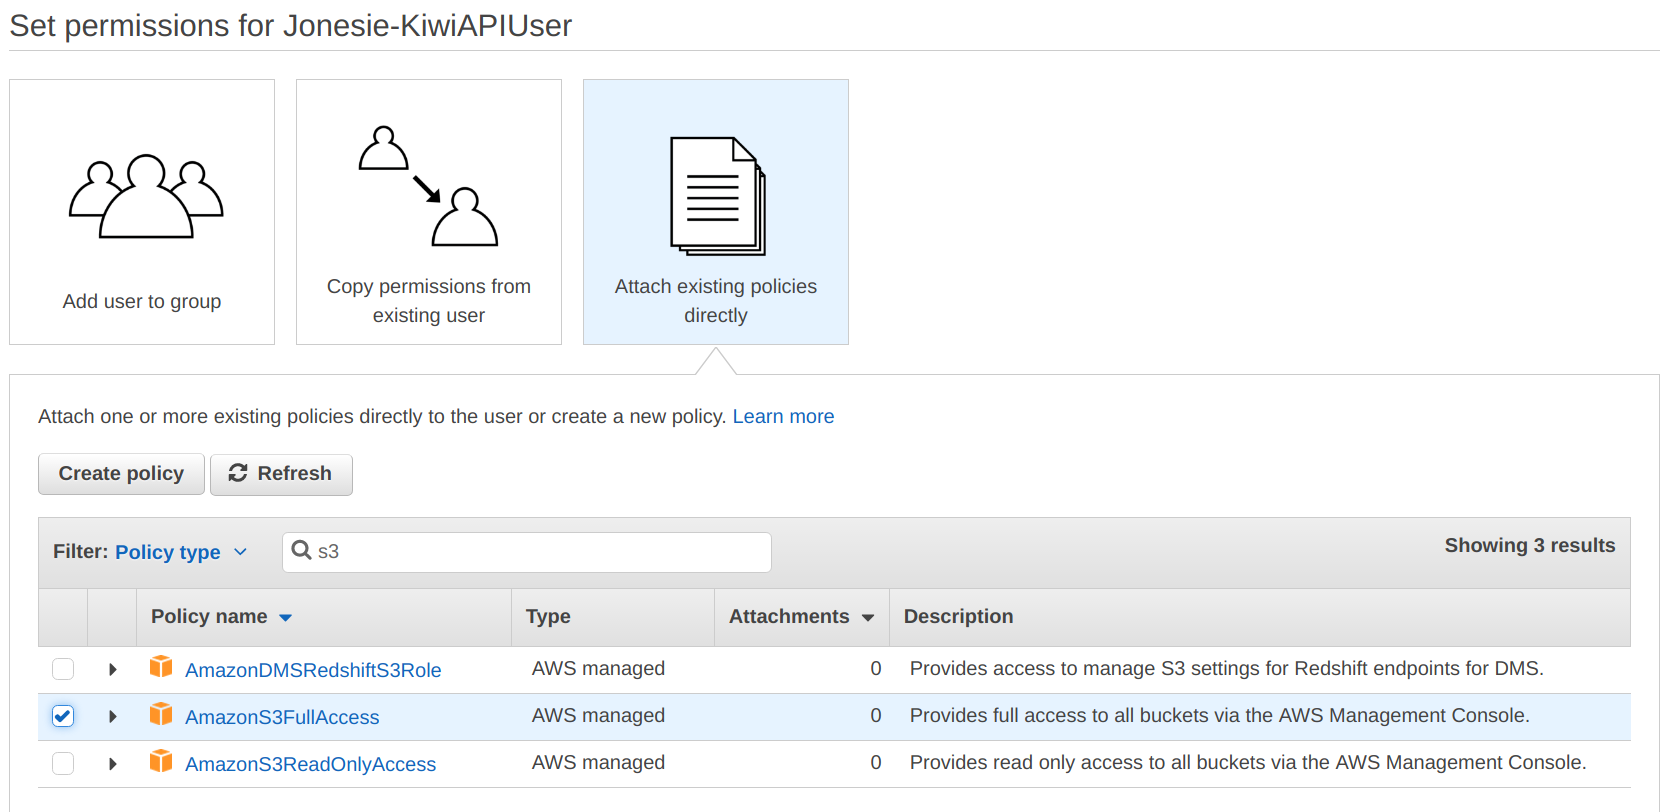 Set permissions for Jonesie-KiwiAPIUser
Add user to group
Copy permissions from
existing user
Attach existing policies
directly
Attach one or more existing policies directly to the user or create a new policy. Learn more
Create policy Refresh
Filter: Policy type s3 Showing 3 results
Policy name Type Attachments Description
AmazonDMSRedshiftS3Role AWS managed 0 Provides access to manage S3 settings for Redshift endpoints for DMS.
AmazonS3FullAccess AWS managed 0 Provides full access to all buckets via the AWS Management Console.
AmazonS3ReadOnlyAccess AWS managed 0 Provides read only access to all buckets via the AWS Management Console.